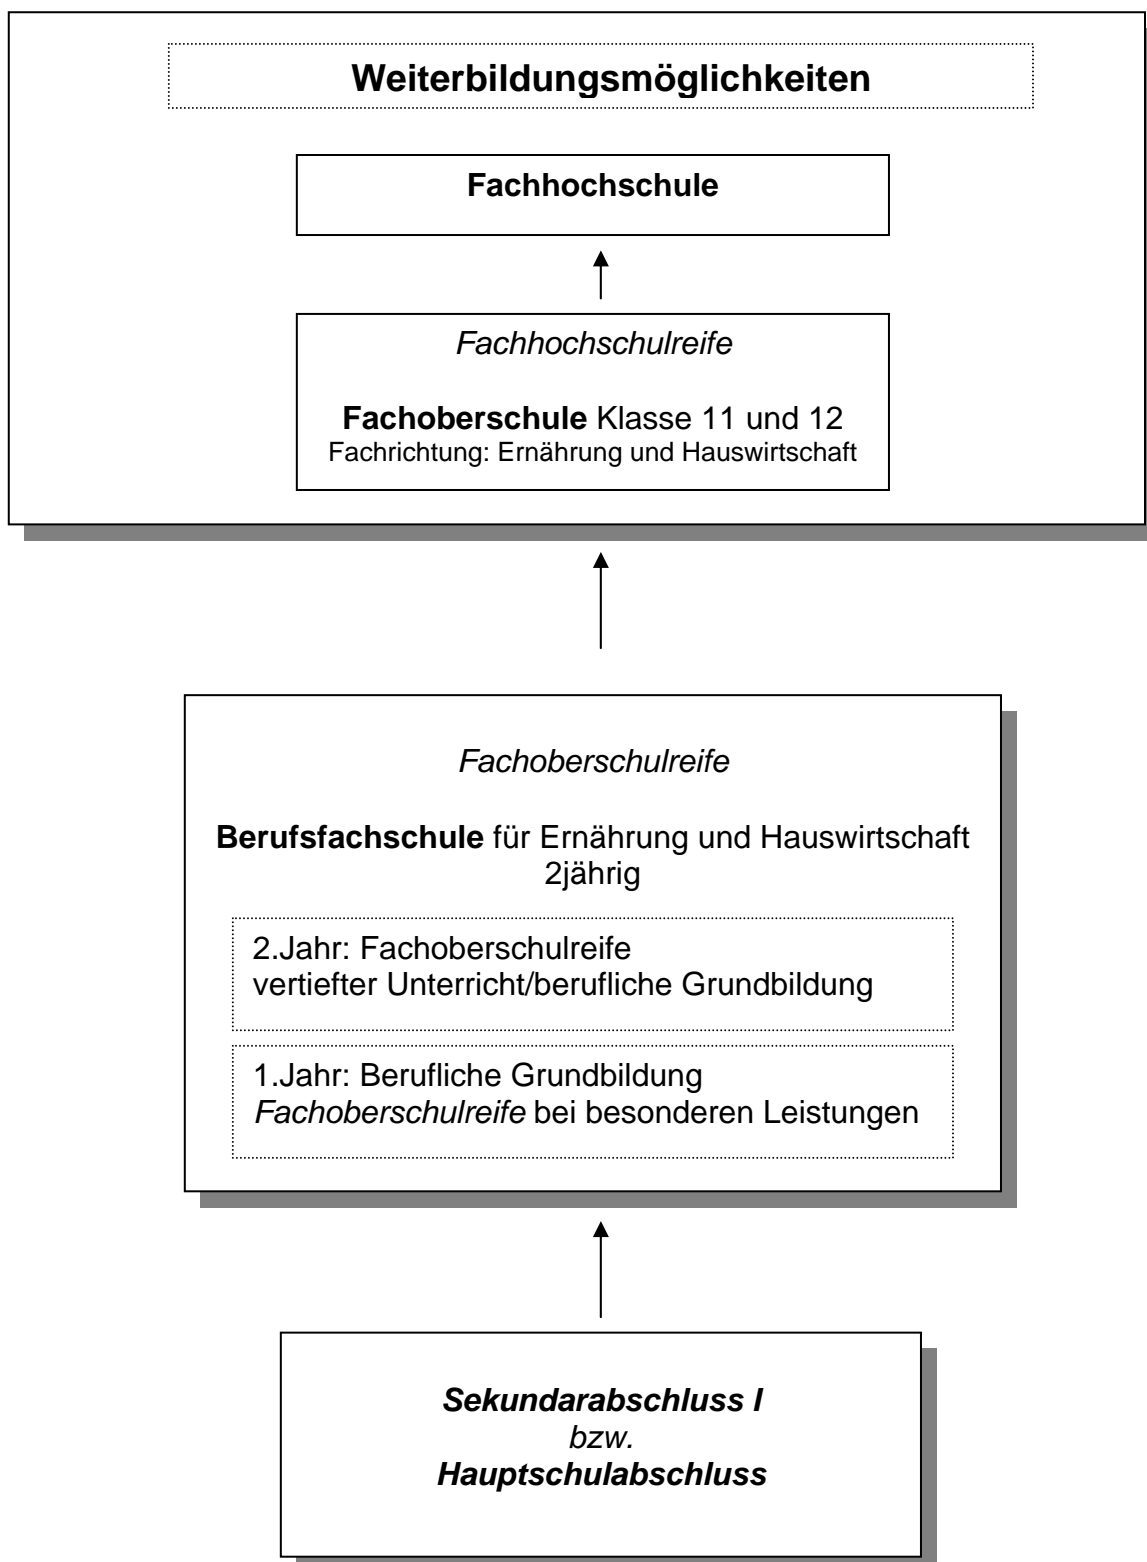 Weiterbildungsmöglichkeiten
Fachhochschule
Fachhochschulreife
Fachoberschule Klasse 11 und 12
Fachrichtung: Ernährung und Hauswirtschaft
Fachoberschulreife
Berufsfachschule für Ernährung und Hauswirtschaft
2jährig
2.Jahr: Fachoberschulreife
vertiefter Unterricht/berufliche Grundbildung
1.Jahr: Berufliche Grundbildung
Fachoberschulreife bei besonderen Leistungen
Sekundarabschluss I
bzw.
Hauptschulabschluss